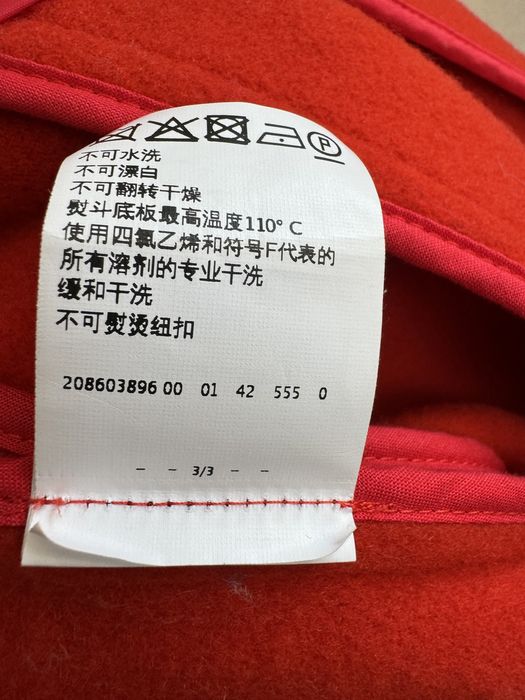 P
不可水洗
不可漂白
不可翻转干燥
熨斗底板最高温度110° C
使用四氯乙烯和符号F代表的
所有溶剂的专业干洗
缓和干洗
不可熨烫纽扣
208603896 00 01 42 555 0
- - 3/3 - -